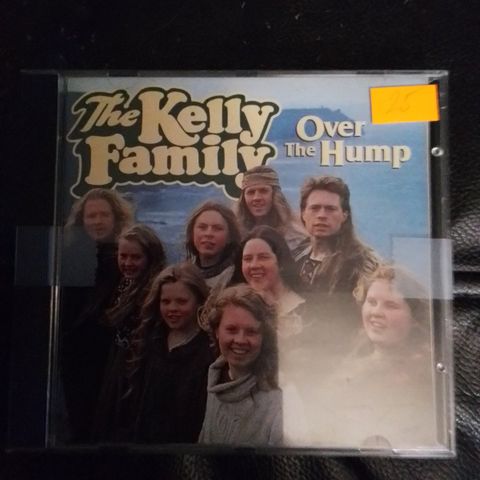 The Kelly
Family
Over
The Hump
25